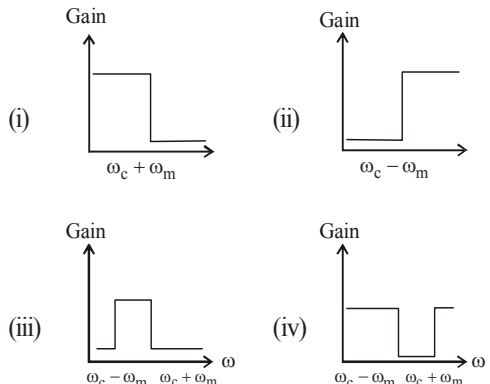 Gain
(i)
ω_c + ω_m
Gain
(ii)
ω_c − ω_m
Gain
(iii)
ω_c − ω_m ω_c + ω_m ω
Gain
(iv)
ω_c − ω_m ω_c + ω_m ω